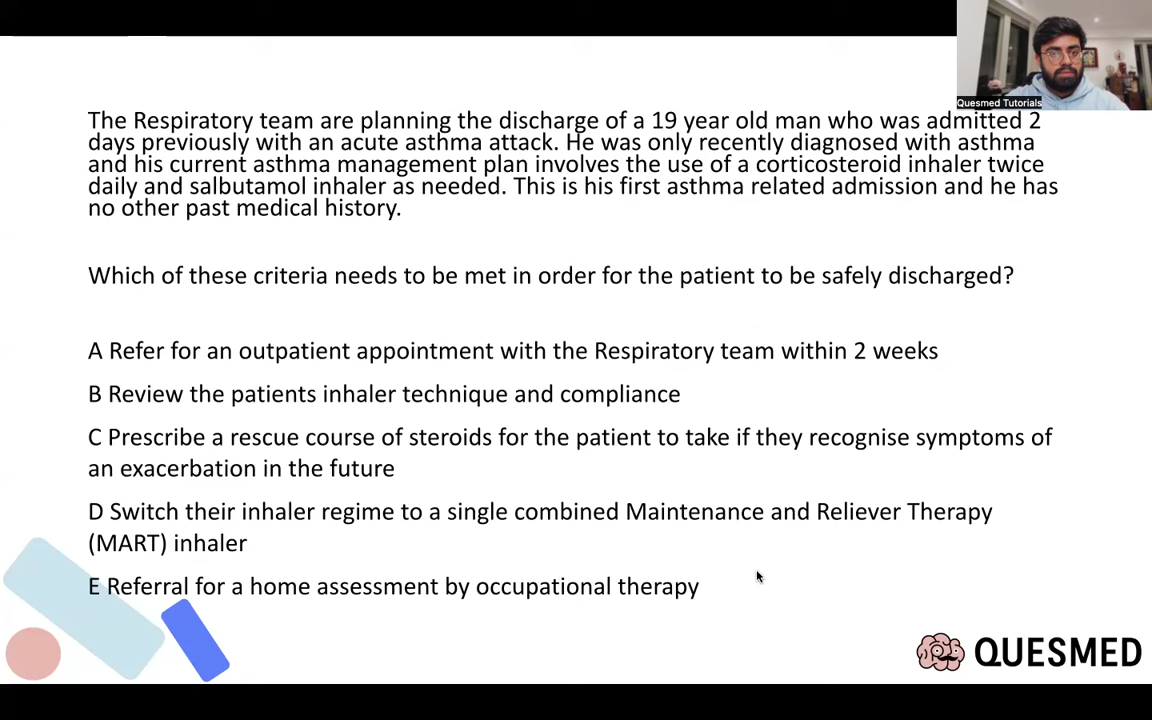 Quesmed Tutorials
The Respiratory team are planning the discharge of a 19 year old man who was admitted 2
days previously with an acute asthma attack. He was only recently diagnosed with asthma
and his current asthma management plan involves the use of a corticosteroid inhaler twice
daily and salbutamol inhaler as needed. This is his first asthma related admission and he has
no other past medical history.
Which of these criteria needs to be met in order for the patient to be safely discharged?
A Refer for an outpatient appointment with the Respiratory team within 2 weeks
B Review the patients inhaler technique and compliance
C Prescribe a rescue course of steroids for the patient to take if they recognise symptoms of
an exacerbation in the future
D Switch their inhaler regime to a single combined Maintenance and Reliever Therapy
(MART) inhaler
E Referral for a home assessment by occupational therapy
QUESMED